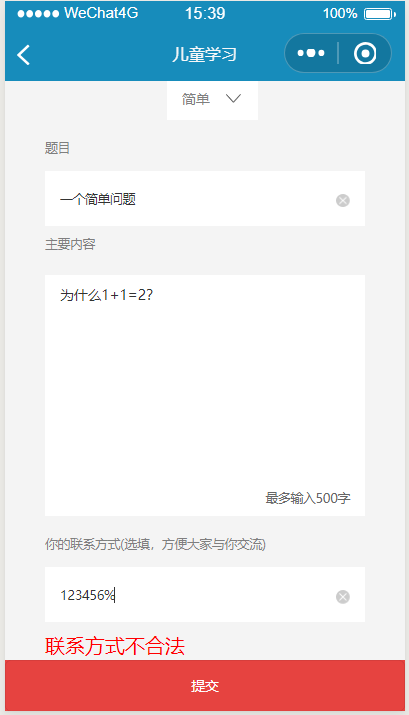 WeChat4G 15:39 100%
儿童学习
简单
题目
一个简单问题
主要内容
为什么1+1=2?
最多输入500字
你的联系方式(选填，方便大家与你交流)
123456%
联系方式不合法
提交